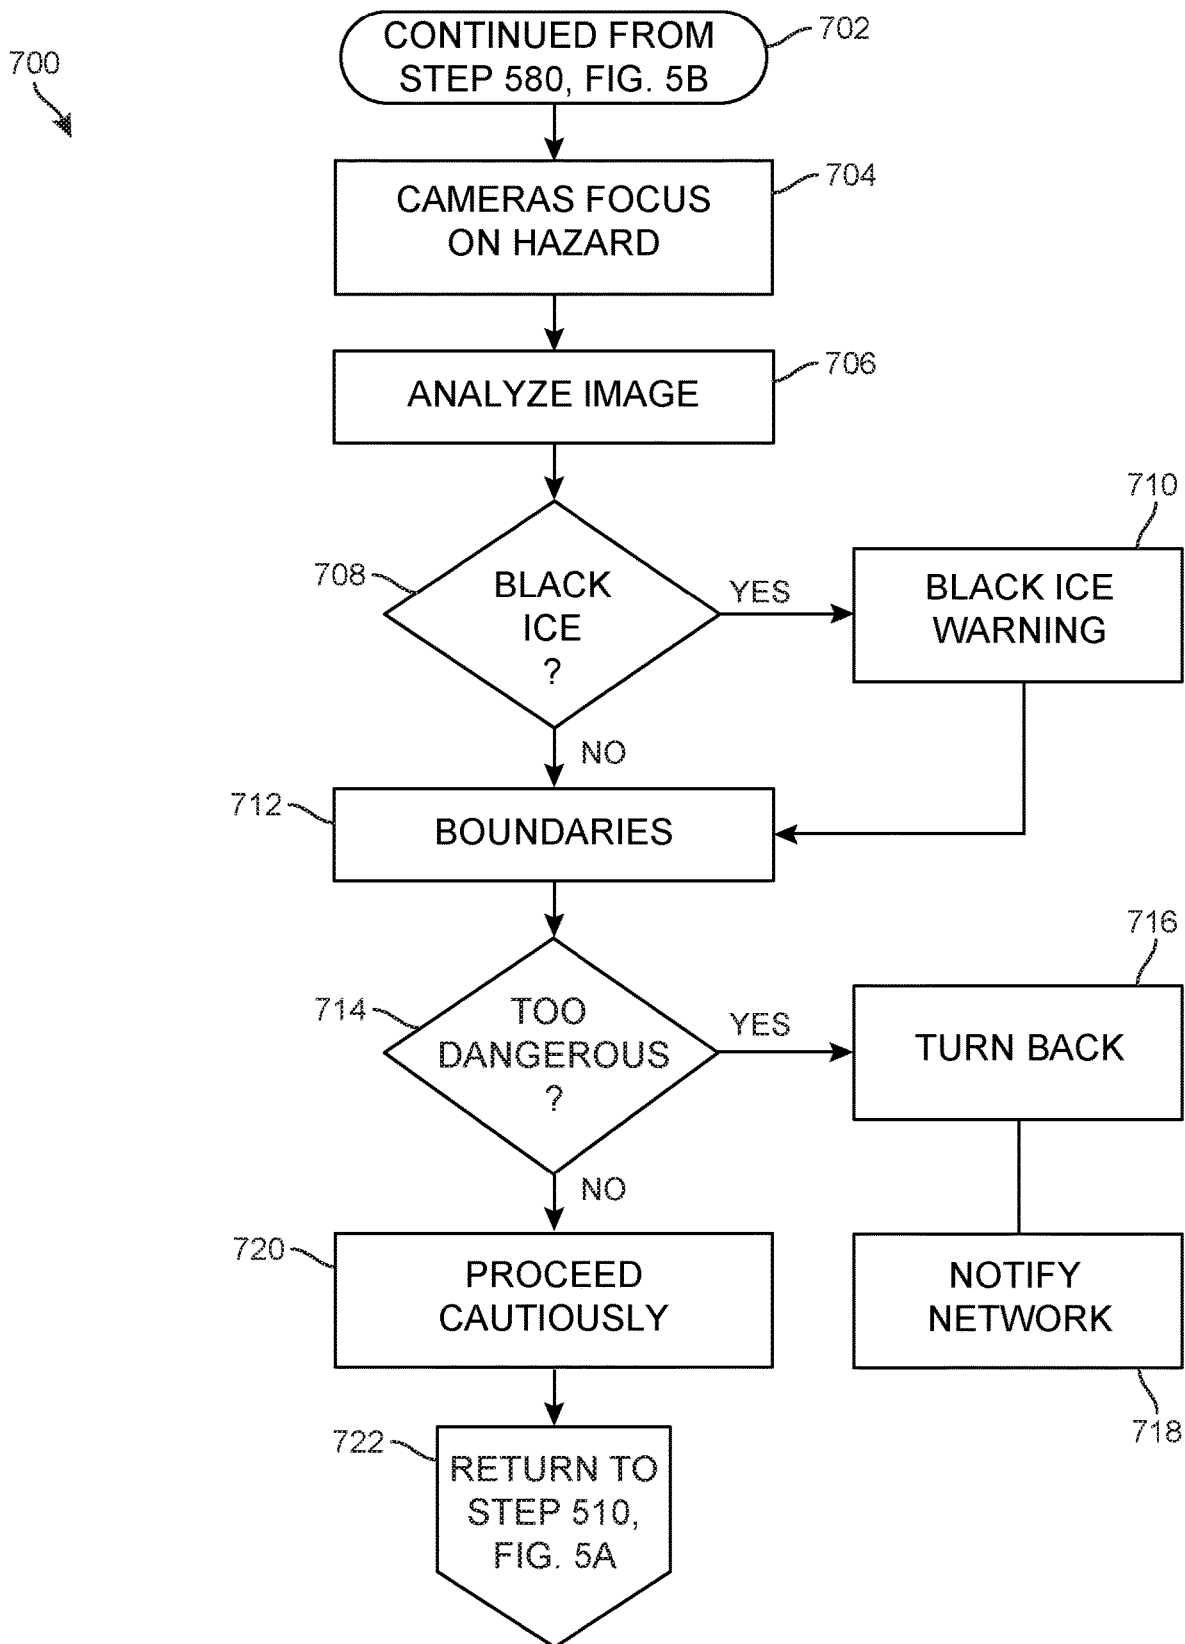 700
CONTINUED FROM
STEP 580, FIG. 5B
702
CAMERAS FOCUS
ON HAZARD
704
ANALYZE IMAGE
706
708
BLACK
ICE
?
YES
710
BLACK ICE
WARNING
NO
712
BOUNDARIES
714
TOO
DANGEROUS
?
YES
716
TURN BACK
NO
720
PROCEED
CAUTIOUSLY
NOTIFY
NETWORK
718
722
RETURN TO
STEP 510,
FIG. 5A